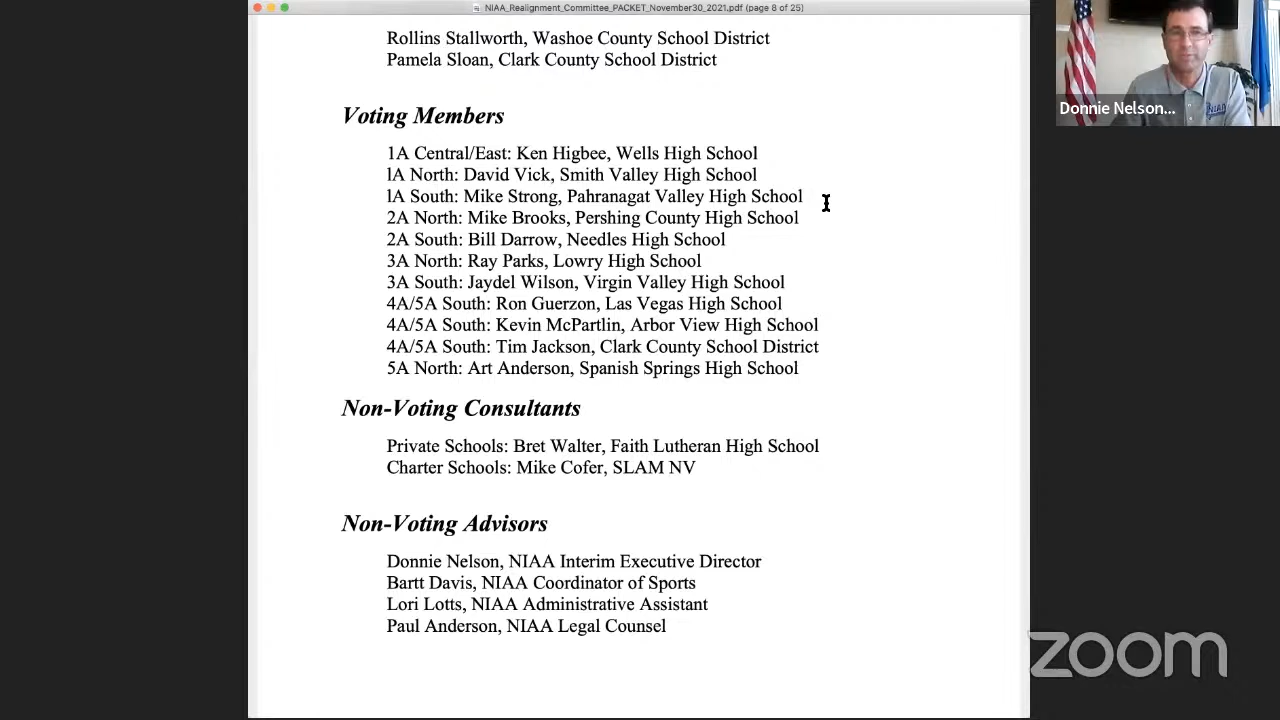 NIAA_Realignment_Committee_PACKET_November30_2021.pdf (page 8 of 25)
Rollins Stallworth, Washoe County School District
Pamela Sloan, Clark County School District
Voting Members
1A Central/East: Ken Higbee, Wells High School
lA North: David Vick, Smith Valley High School
lA South: Mike Strong, Pahranagat Valley High School
2A North: Mike Brooks, Pershing County High School
2A South: Bill Darrow, Needles High School
3A North: Ray Parks, Lowry High School
3A South: Jaydel Wilson, Virgin Valley High School
4A/5A South: Ron Guerzon, Las Vegas High School
4A/5A South: Kevin McPartlin, Arbor View High School
4A/5A South: Tim Jackson, Clark County School District
5A North: Art Anderson, Spanish Springs High School
Non-Voting Consultants
Private Schools: Bret Walter, Faith Lutheran High School
Charter Schools: Mike Cofer, SLAM NV
Non-Voting Advisors
Donnie Nelson, NIAA Interim Executive Director
Bartt Davis, NIAA Coordinator of Sports
Lori Lotts, NIAA Administrative Assistant
Paul Anderson, NIAA Legal Counsel
Donnie Nelson...
NIAA
zoom